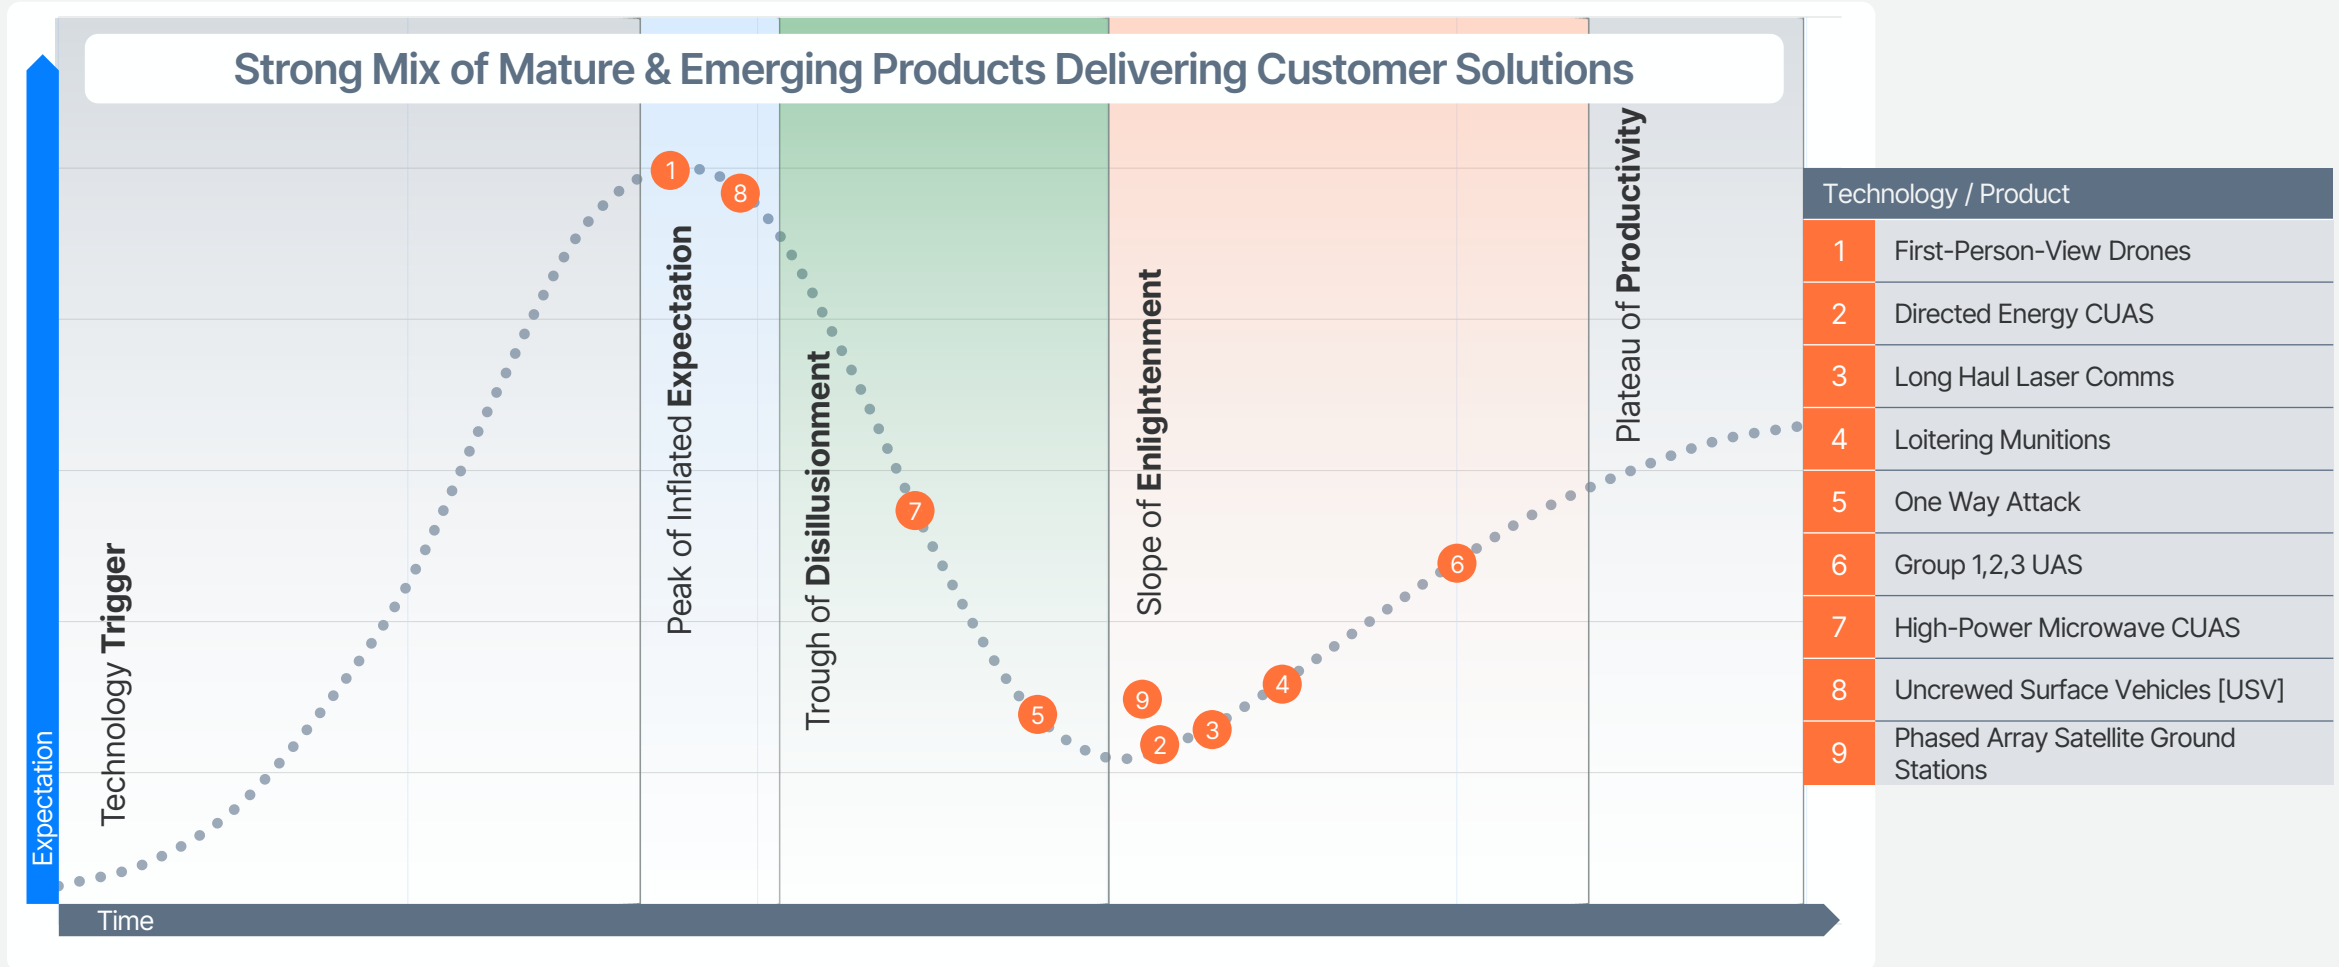 Strong Mix of Mature & Emerging Products Delivering Customer Solutions
Expectation
Technology Trigger
Peak of Inflated Expectation
Trough of Disillusionment
Slope of Enlightenment
Plateau of Productivity
1
8
7
5
9
2
3
4
6
Time
Technology / Product
1 First-Person-View Drones
2 Directed Energy CUAS
3 Long Haul Laser Comms
4 Loitering Munitions
5 One Way Attack
6 Group 1,2,3 UAS
7 High-Power Microwave CUAS
8 Uncrewed Surface Vehicles [USV]
9 Phased Array Satellite Ground
Stations